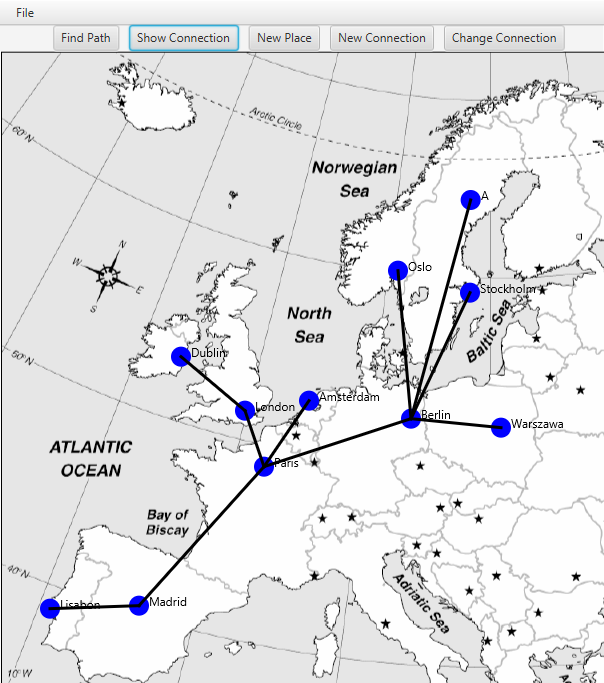 File
Find Path
Show Connection
New Place
New Connection
Change Connection
Arctic Circle
60°N
Norwegian
Sea
A
N
W
E
S
Oslo
Stockholm
North
Sea
Baltic Sea
50°N
Dublin
Amsterdam
London
Berlin
Warszawa
ATLANTIC
OCEAN
Paris
Bay of
Biscay
40°N
Adriatic Sea
Lisabon
Madrid
10°W